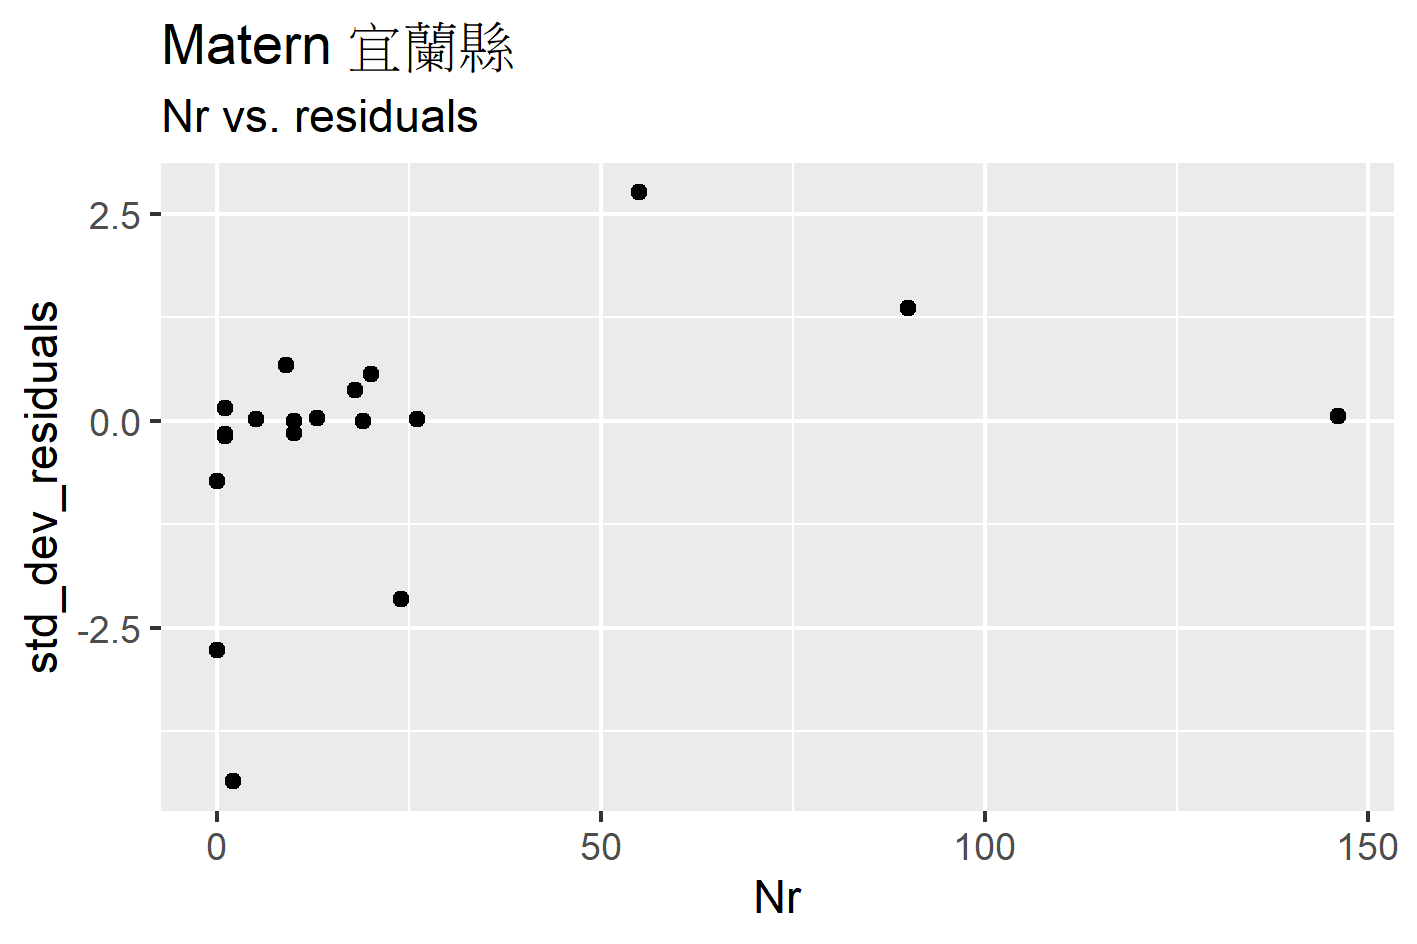 Matern 宜蘭縣
Nr vs. residuals
std_dev_residuals
2.5
0.0
-2.5
0 50 100 150
Nr